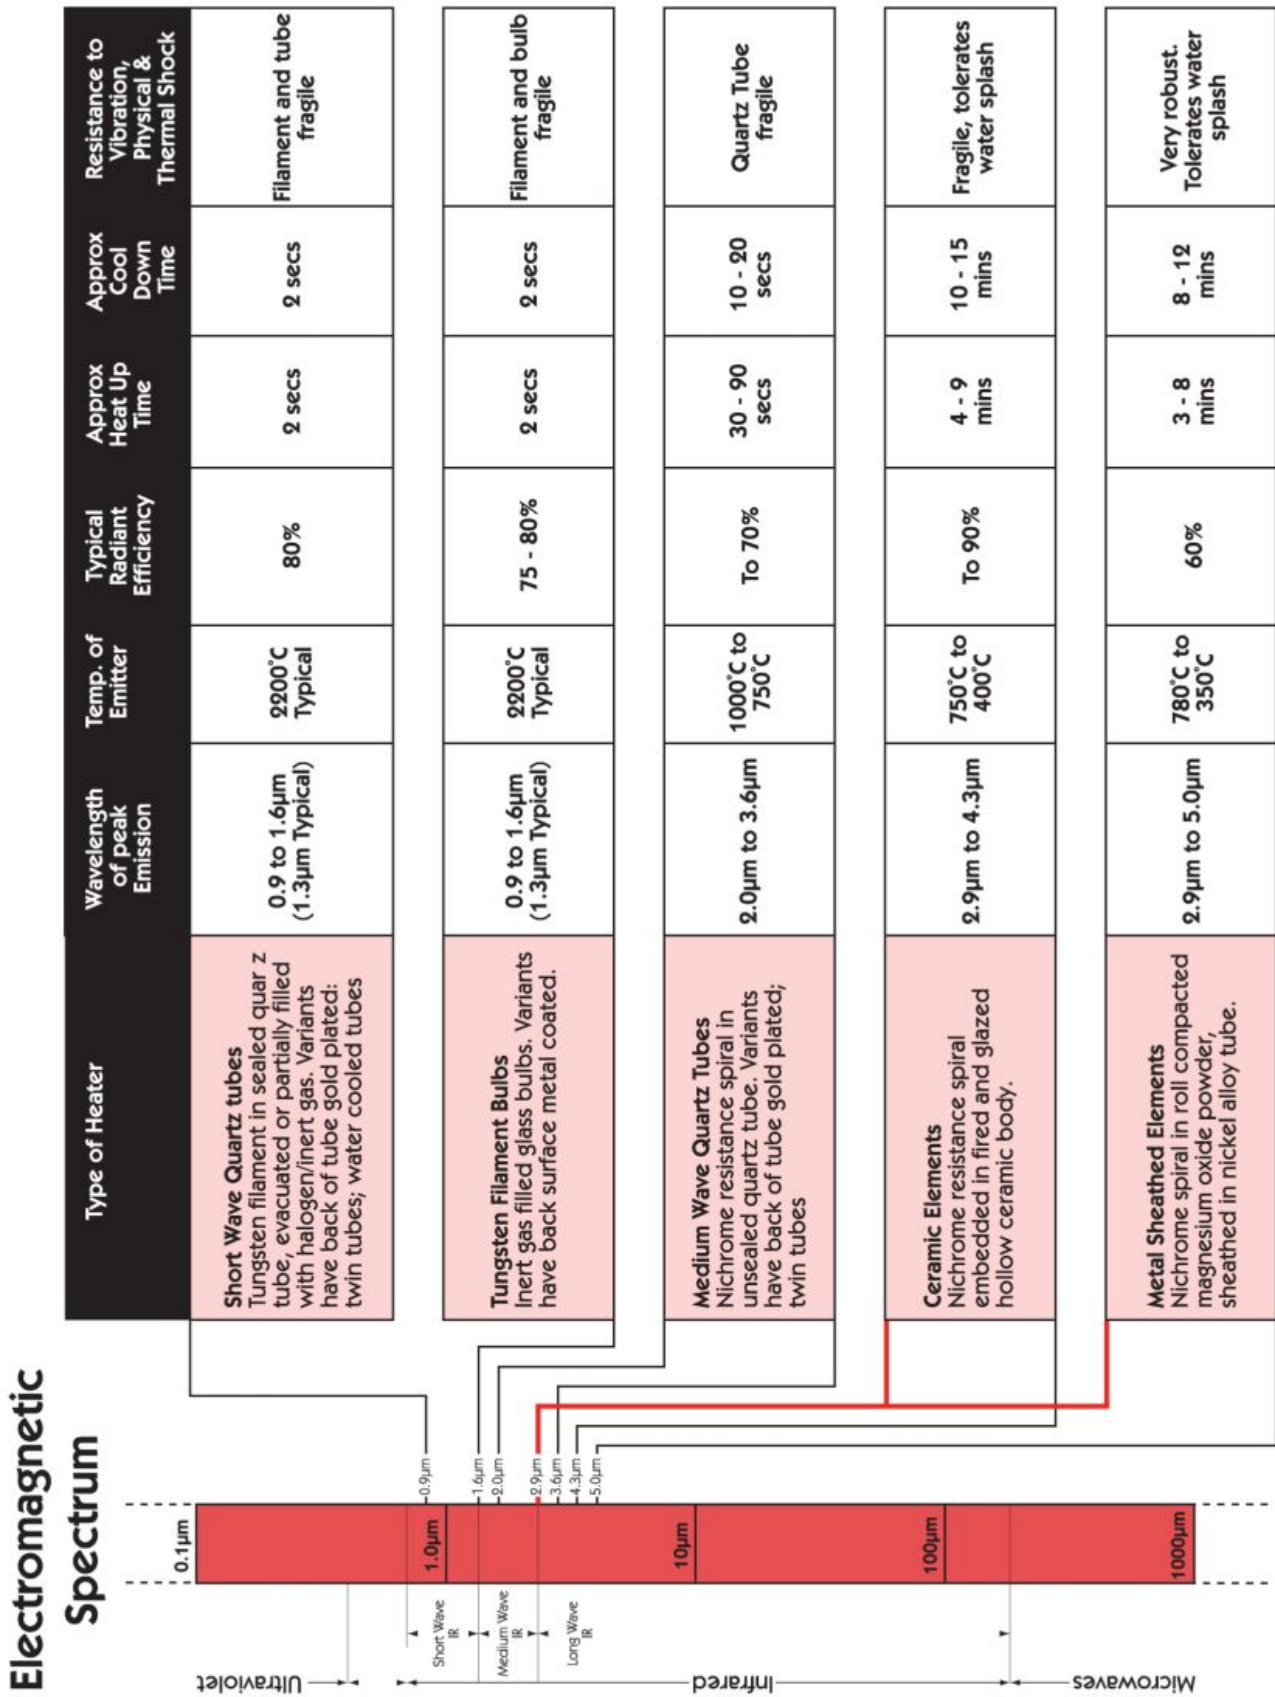 Electromagnetic
Spectrum
Type of Heater
Wavelength
of peak
Emission
Temp. of
Emitter
Typical
Radiant
Efficiency
Approx
Heat Up
Time
Approx
Cool
Down
Time
Resistance to
Vibration,
Physical &
Thermal Shock
Short Wave Quartz tubes
Tungsten filament in sealed quar z
tube, evacuated or partially filled
with halogen/inert gas. Variants
have back of tube gold plated:
twin tubes; water cooled tubes
0.9 to 1.6µm
(1.3µm Typical)
2200°C
Typical
80%
2 secs
2 secs
Filament and tube
fragile
Tungsten Filament Bulbs
Inert gas filled glass bulbs. Variants
have back surface metal coated.
0.9 to 1.6µm
(1.3µm Typical)
2200°C
Typical
75 - 80%
2 secs
2 secs
Filament and bulb
fragile
Medium Wave Quartz Tubes
Nichrome resistance spiral in
unsealed quartz tube. Variants
have back of tube gold plated;
twin tubes
2.0µm to 3.6µm
1000°C to
750°C
To 70%
30 - 90
secs
10 - 20
secs
Quartz Tube
fragile
Ceramic Elements
Nichrome resistance spiral
embedded in fired and glazed
hollow ceramic body.
2.9µm to 4.3µm
750°C to
400°C
To 90%
4 - 9
mins
10 - 15
mins
Fragile, tolerates
water splash
Metal Sheathed Elements
Nichrome spiral in roll compacted
magnesium oxide powder,
sheathed in nickel alloy tube.
2.9µm to 5.0µm
780°C to
350°C
60%
3 - 8
mins
8 - 12
mins
Very robust.
Tolerates water
splash
0.9µm
1.6µm
2.0µm
2.9µm
3.6µm
4.3µm
5.0µm
0.1µm
1.0µm
10µm
100µm
1000µm
Short Wave
IR
Medium Wave
IR
Long Wave
IR
Ultraviolet
Infrared
Microwaves